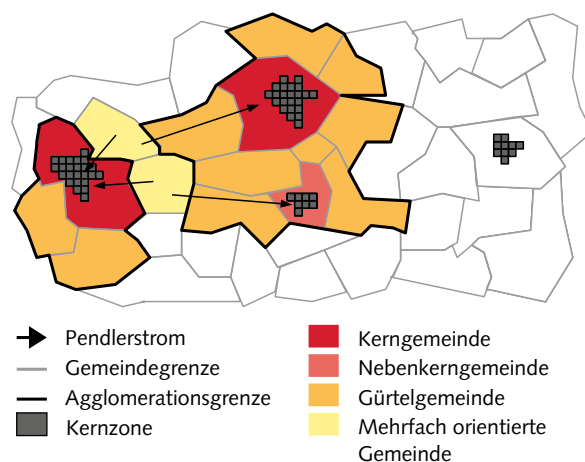 Pendlerstrom
Gemeindegrenze
Agglomerationsgrenze
Kernzone
Kerngemeinde
Nebenkerngemeinde
Gürtelgemeinde
Mehrfach orientierte
Gemeinde